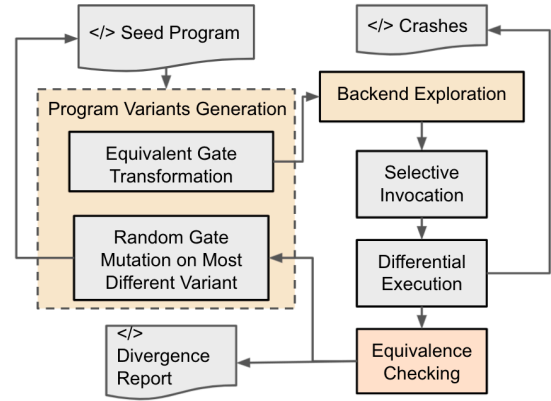 </> Seed Program
</> Crashes
Program Variants Generation
Backend Exploration
Equivalent Gate
Transformation
Selective
Invocation
Random Gate
Mutation on Most
Different Variant
Differential
Execution
</>
Divergence
Report
Equivalence
Checking